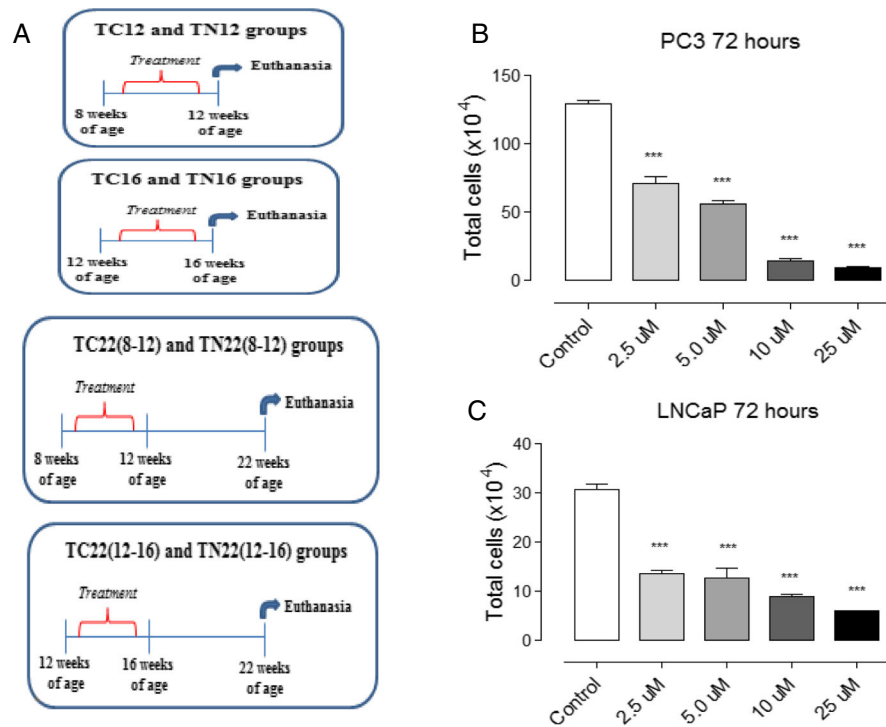 A
TC12 and TN12 groups
Treatment
Euthanasia
8 weeks
of age
12 weeks
of age
TC16 and TN16 groups
Treatment
Euthanasia
12 weeks
of age
16 weeks
of age
TC22(8-12) and TN22(8-12) groups
Treatment
Euthanasia
8 weeks
of age
12 weeks
of age
22 weeks
of age
TC22(12-16) and TN22(12-16) groups
Treatment
Euthanasia
12 weeks
of age
16 weeks
of age
22 weeks
of age
B
PC3 72 hours
Total cells (x10⁴)
150
100
50
0
***
***
***
***
Control
2.5 uM
5.0 uM
10 uM
25 uM
C
LNCaP 72 hours
Total cells (x10⁴)
40
30
20
10
0
***
***
***
***
Control
2.5 uM
5.0 uM
10 uM
25 uM